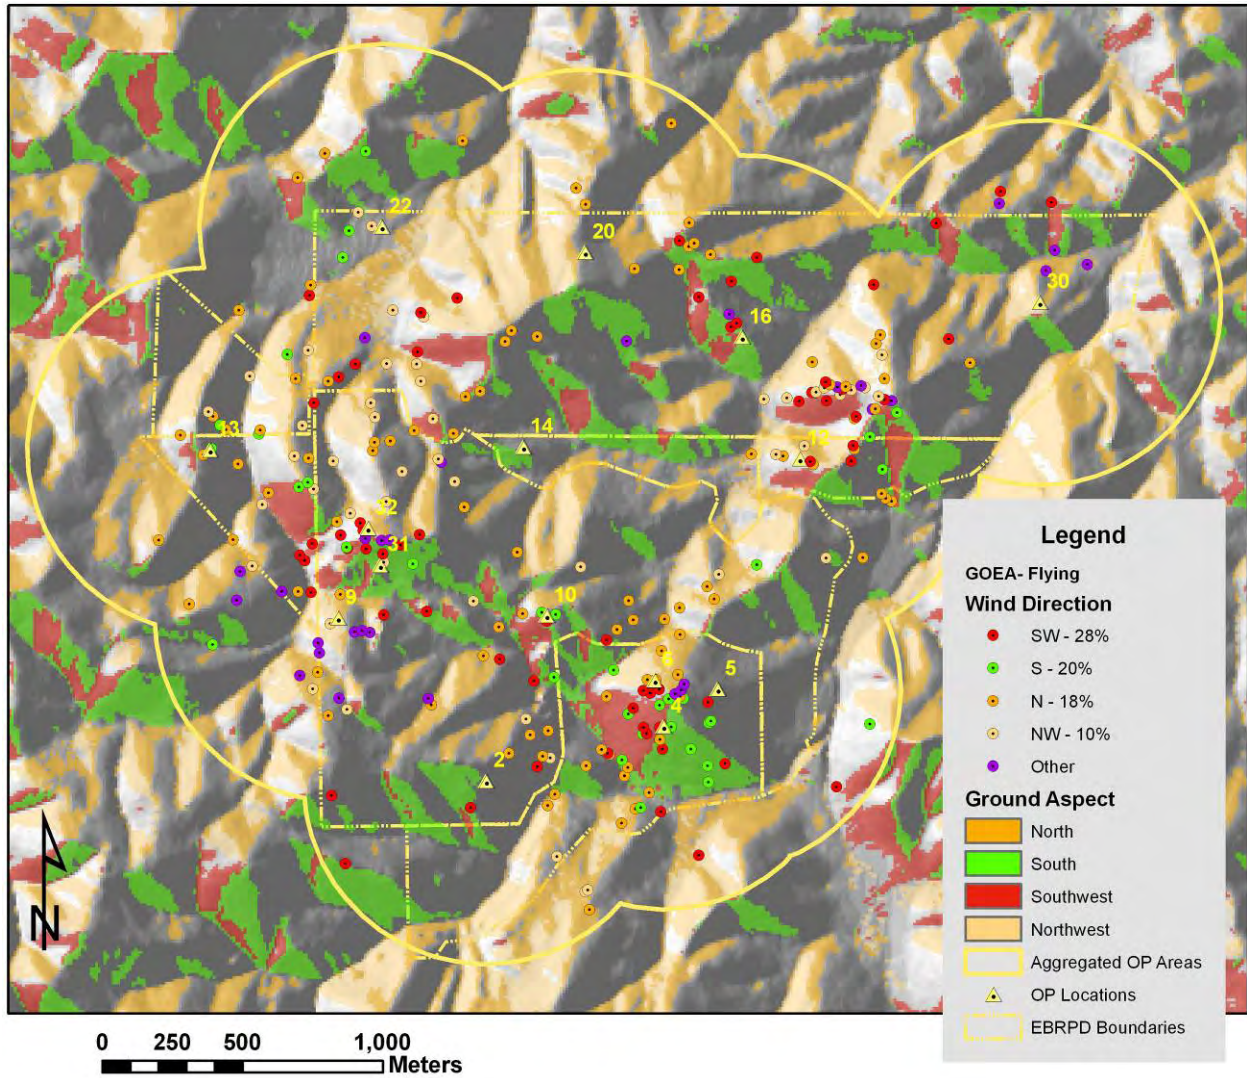 22
20
30
16
13
14
12
32
31
9
10
6
5
4
2
N
Legend
GOEA- Flying
Wind Direction
SW - 28%
S - 20%
N - 18%
NW - 10%
Other
Ground Aspect
North
South
Southwest
Northwest
Aggregated OP Areas
OP Locations
EBRPD Boundaries
0 250 500 1,000
Meters